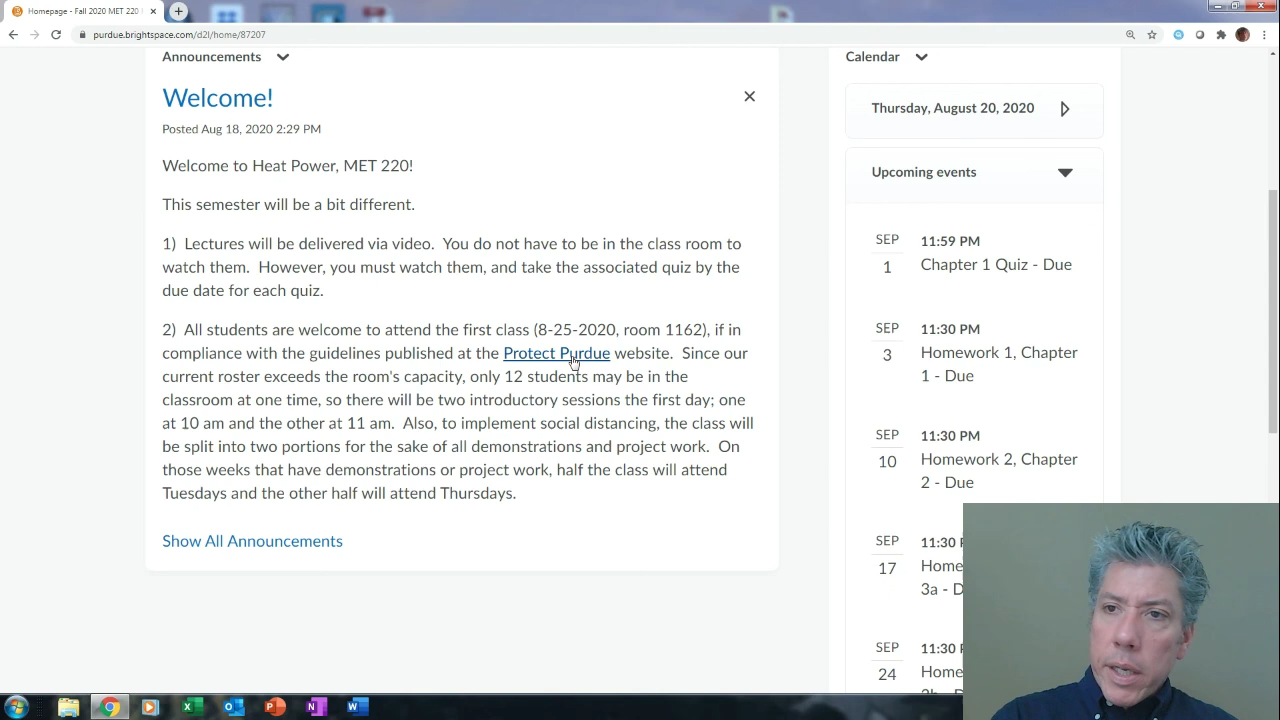 Homepage - Fall 2020 MET 220
purdue.brightspace.com/d2l/home/87207
Announcements
Welcome!
Posted Aug 18, 2020 2:29 PM
Welcome to Heat Power, MET 220!
This semester will be a bit different.
1) Lectures will be delivered via video. You do not have to be in the class room to
watch them. However, you must watch them, and take the associated quiz by the
due date for each quiz.
2) All students are welcome to attend the first class (8-25-2020, room 1162), if in
compliance with the guidelines published at the Protect Purdue website. Since our
current roster exceeds the room's capacity, only 12 students may be in the
classroom at one time, so there will be two introductory sessions the first day; one
at 10 am and the other at 11 am. Also, to implement social distancing, the class will
be split into two portions for the sake of all demonstrations and project work. On
those weeks that have demonstrations or project work, half the class will attend
Tuesdays and the other half will attend Thursdays.
Show All Announcements
Calendar
Thursday, August 20, 2020
Upcoming events
SEP 11:59 PM
1 Chapter 1 Quiz - Due
SEP 11:30 PM
3 Homework 1, Chapter
1 - Due
SEP 11:30 PM
10 Homework 2, Chapter
2 - Due
SEP 11:30
17 Home
3a - D
SEP 11:30
24 Home